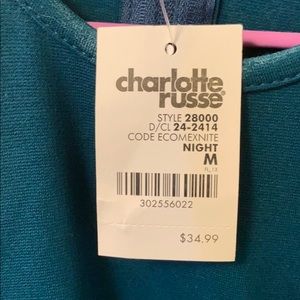 charlotte
russe®
STYLE 28000
D/CL 24-2414
CODE ECOMEXNITE
NIGHT
M
302556022
$34.99